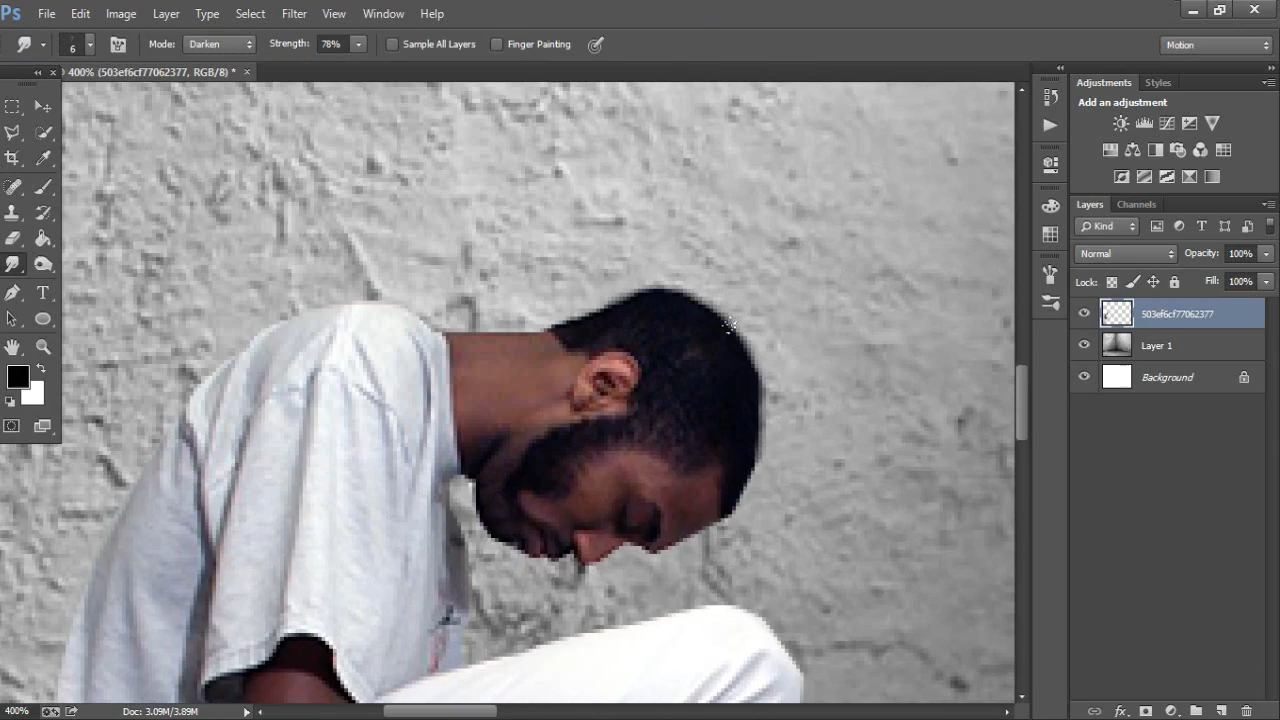 Ps File Edit Image Layer Type Select Filter View Window Help
6 Mode: Darken Strength: 78% Sample All Layers Finger Painting Motion
400% (503ef6cf77062377, RGB/8) * ×
Adjustments Styles
Add an adjustment
Layers Channels
Kind T
Normal Opacity: 100%
Lock: Fill: 100%
503ef6cf77062377
Layer 1
Background
T
400% Doc: 3.09M/3.89M
fx